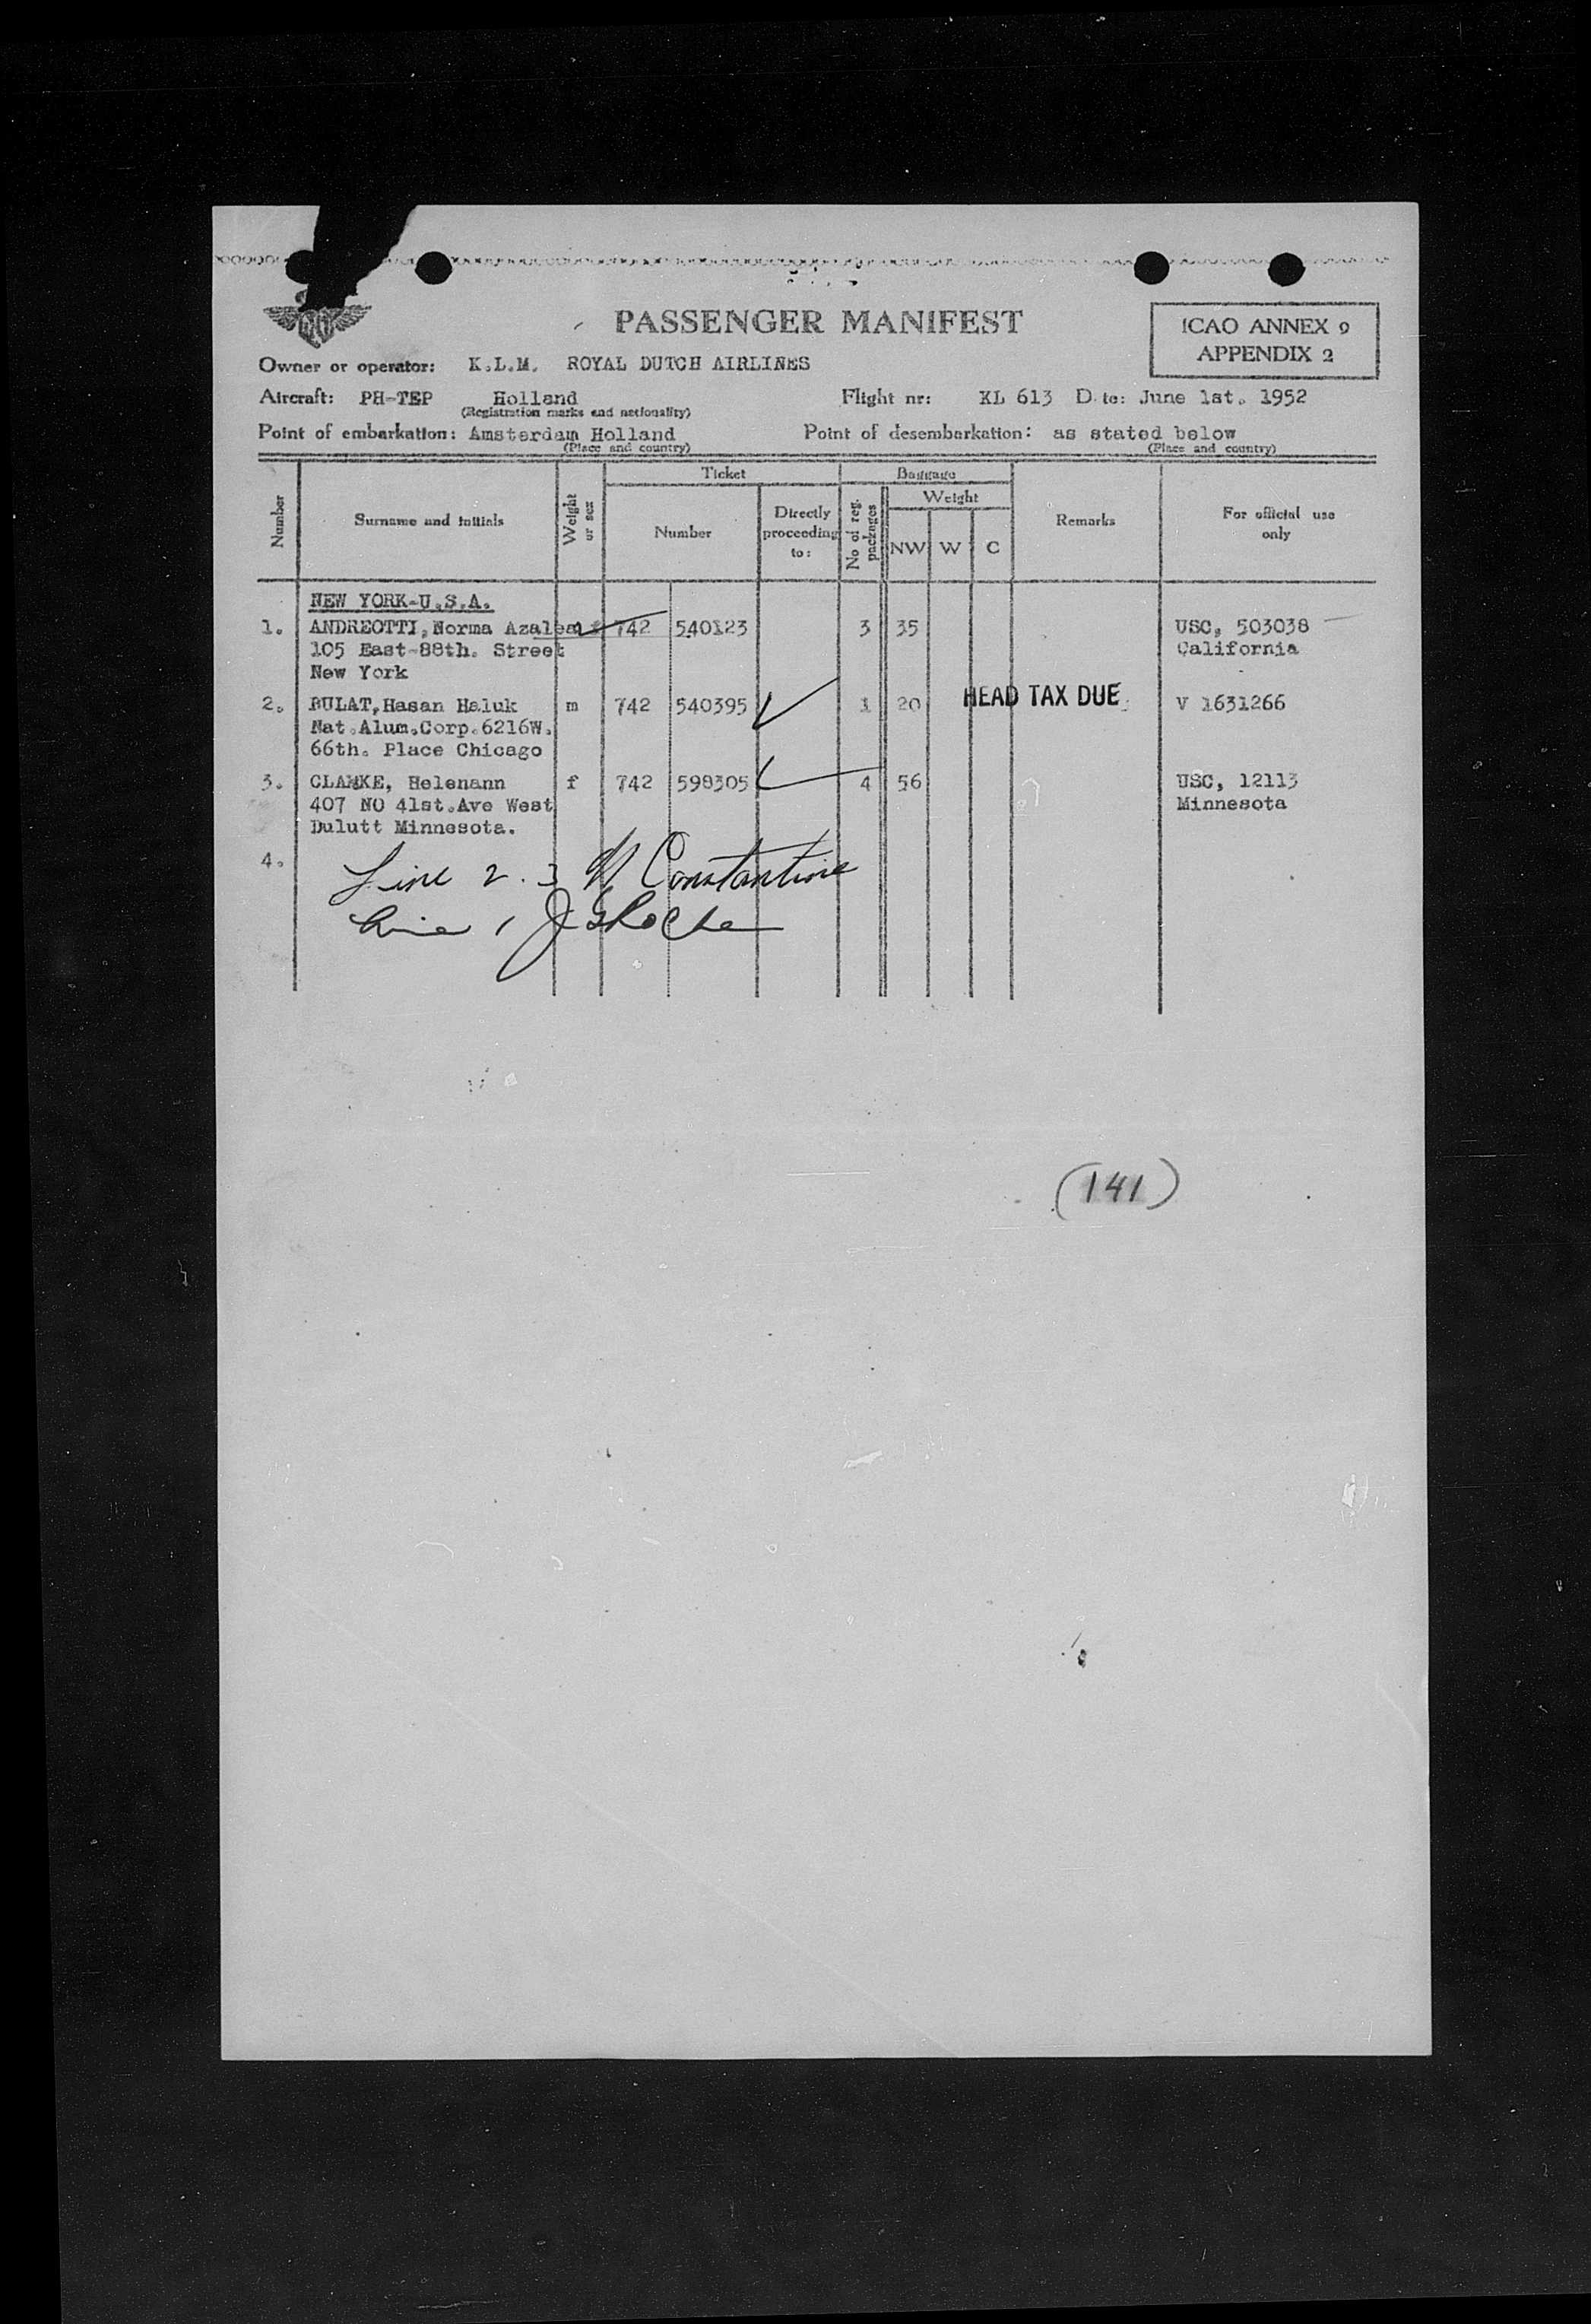 PASSENGER MANIFEST
ICAO ANNEX 9
APPENDIX 2
Owner or operator: K.L.M. ROYAL DUTCH AIRLINES
Aircraft: PH-TEP Holland
(Registration marks and nationality)
Flight nr: KL 613 Date: June 1st. 1952
Point of embarkation: Amsterdam Holland
(Place and country)
Point of desembarkation: as stated below
(Place and country)
Number
Surname and initials
Weight or sex
Ticket
Number
Directly proceeding to:
Baggage
No of reg. packages
Weight
NW W C
Remarks
For official use only
NEW YORK-U.S.A.
1. ANDREOTTI, Norma Azalea f 742 540123 3 35 USC, 503038
105 East-88th. Street California
New York
2. BULAT, Hasan Haluk m 742 540395 1 20 HEAD TAX DUE V 1631266
Nat.Alum.Corp.6216W.
66th. Place Chicago
3. CLAMKE, Helenann f 742 598305 4 56 USC, 12113
407 NO 41st.Ave West Minnesota
Dulutt Minnesota.
4.
Line 2. 3 Constantine
Line 1 J Roche
(141)